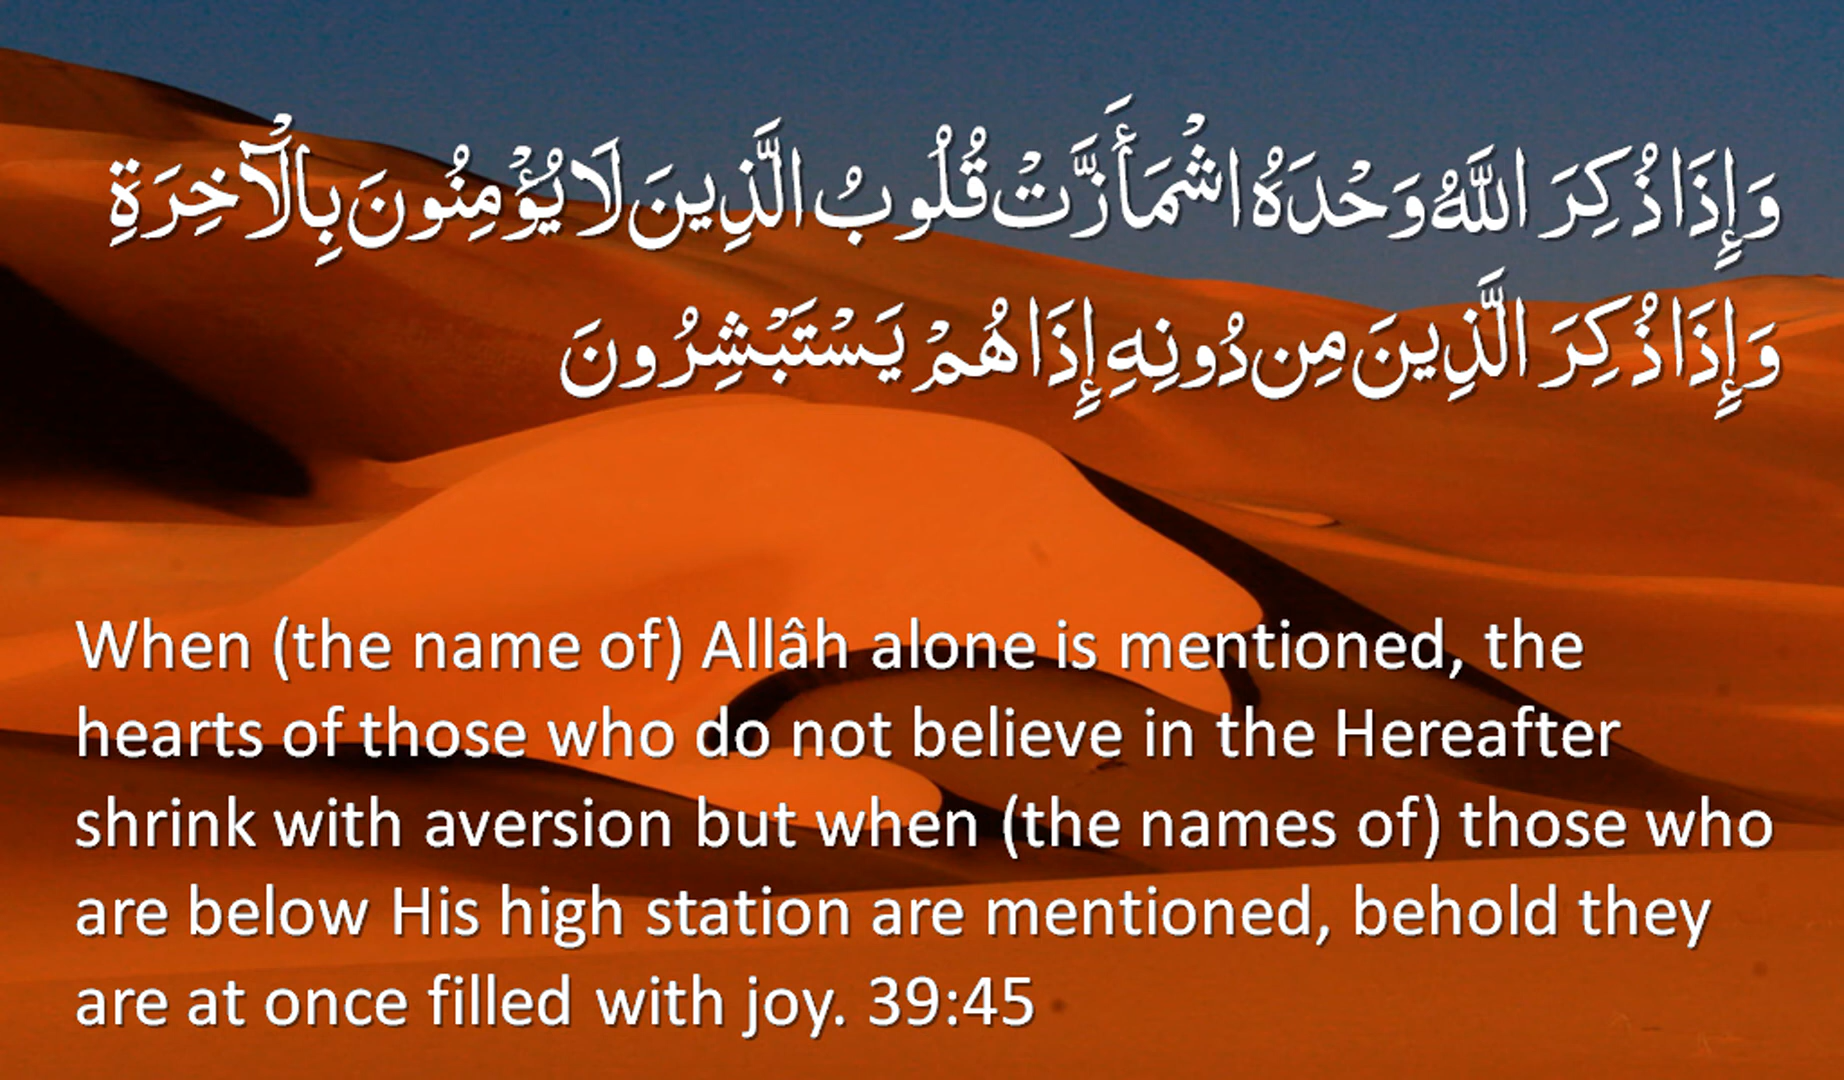 وَإِذَا ذُكِرَ اللَّهُ وَحْدَهُ اشْمَأَزَّتْ قُلُوبُ الَّذِينَ لَا يُؤْمِنُونَ بِالْآخِرَةِ
وَإِذَا ذُكِرَ الَّذِينَ مِن دُونِهِ إِذَا هُمْ يَسْتَبْشِرُونَ
When (the name of) Allâh alone is mentioned, the
hearts of those who do not believe in the Hereafter
shrink with aversion but when (the names of) those who
are below His high station are mentioned, behold they
are at once filled with joy. 39:45